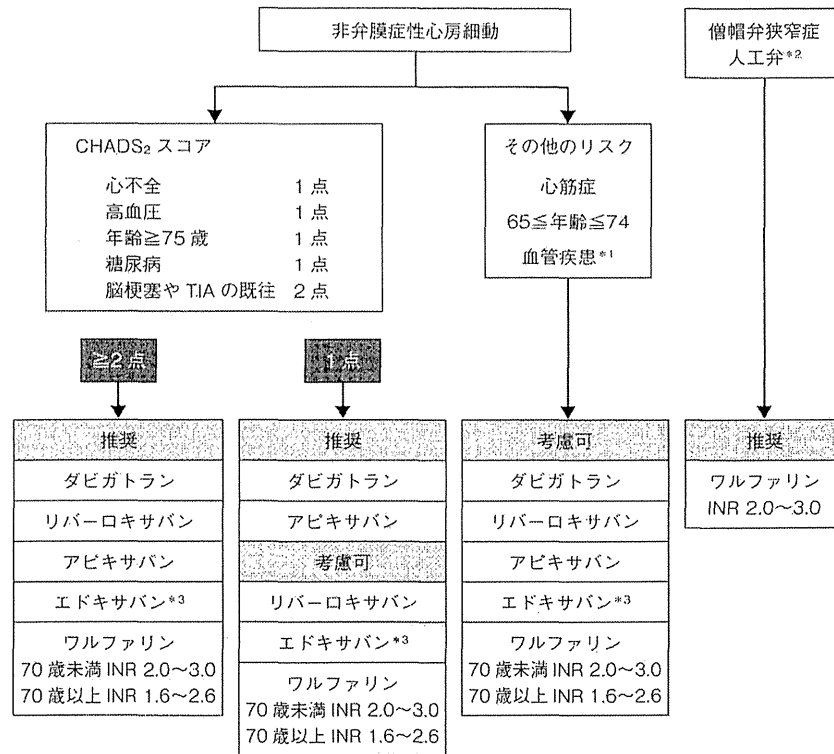 非弁膜症性心房細動
僧帽弁狭窄症
人工弁*2
CHADS₂ スコア
心不全 1点
高血圧 1点
年齢≧75歳 1点
糖尿病 1点
脳梗塞や TIA の既往 2点
その他のリスク
心筋症
65≦年齢≦74
血管疾患*1
≧2点
1点
推奨
ダビガトラン
リバーロキサバン
アピキサバン
エドキサバン*3
ワルファリン
70歳未満 INR 2.0~3.0
70歳以上 INR 1.6~2.6
推奨
ダビガトラン
アピキサバン
考慮可
リバーロキサバン
エドキサバン*3
ワルファリン
70歳未満 INR 2.0~3.0
70歳以上 INR 1.6~2.6
考慮可
ダビガトラン
リバーロキサバン
アピキサバン
エドキサバン*3
ワルファリン
70歳未満 INR 2.0~3.0
70歳以上 INR 1.6~2.6
推奨
ワルファリン
INR 2.0~3.0